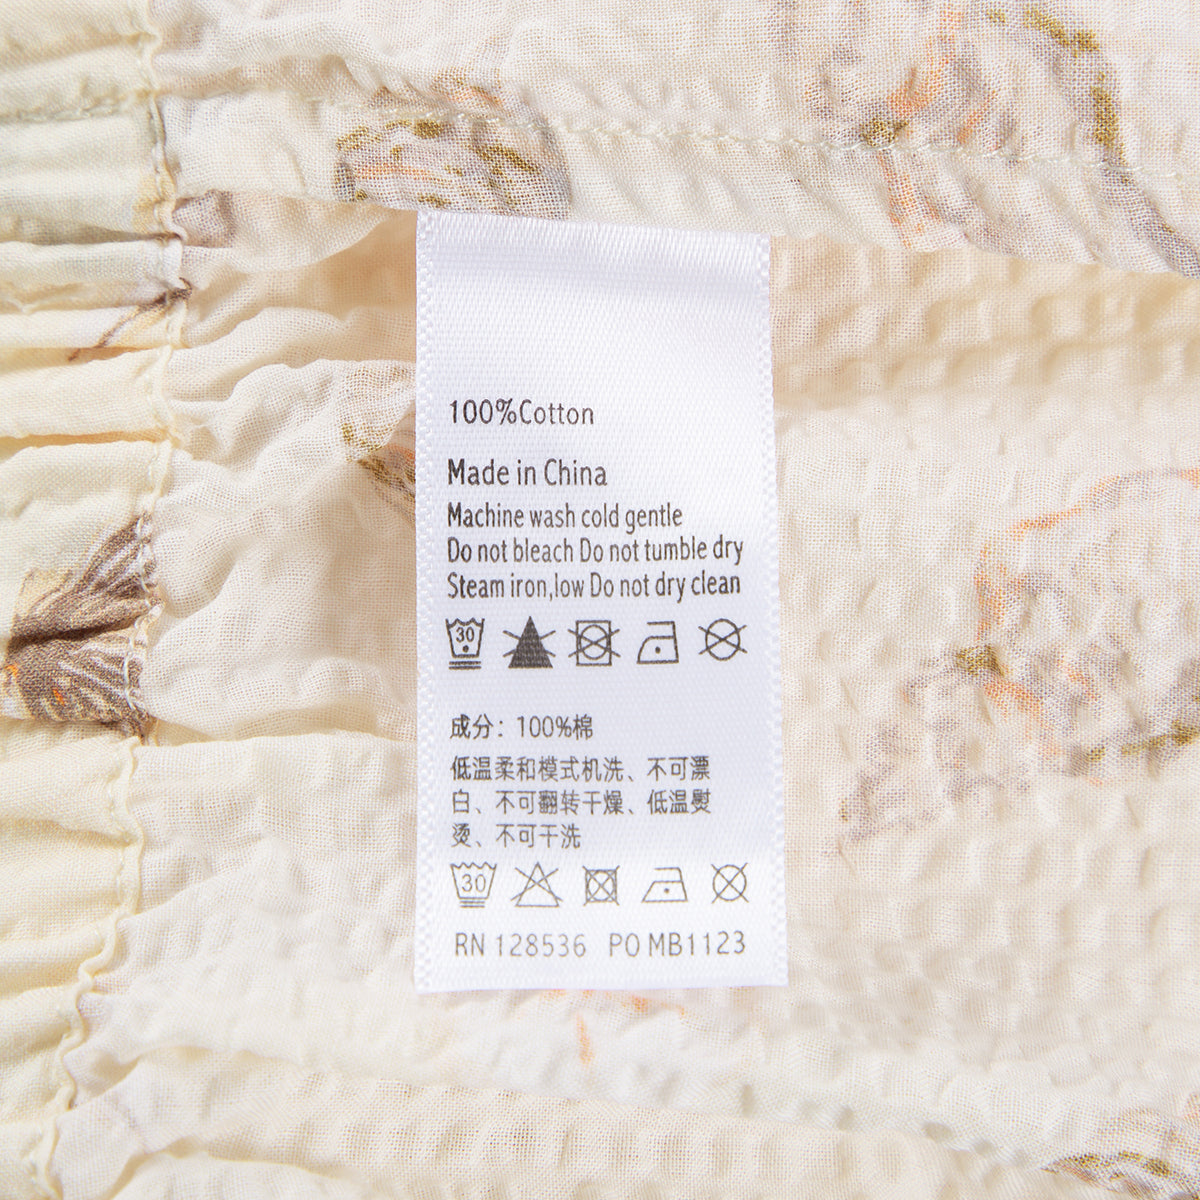 100%Cotton
Made in China
Machine wash cold gentle
Do not bleach Do not tumble dry
Steam iron,low Do not dry clean
30
成分：100%棉
低温柔和模式机洗、不可漂
白、不可翻转干燥、低温熨
烫、不可干洗
30
RN 128536 PO MB1123